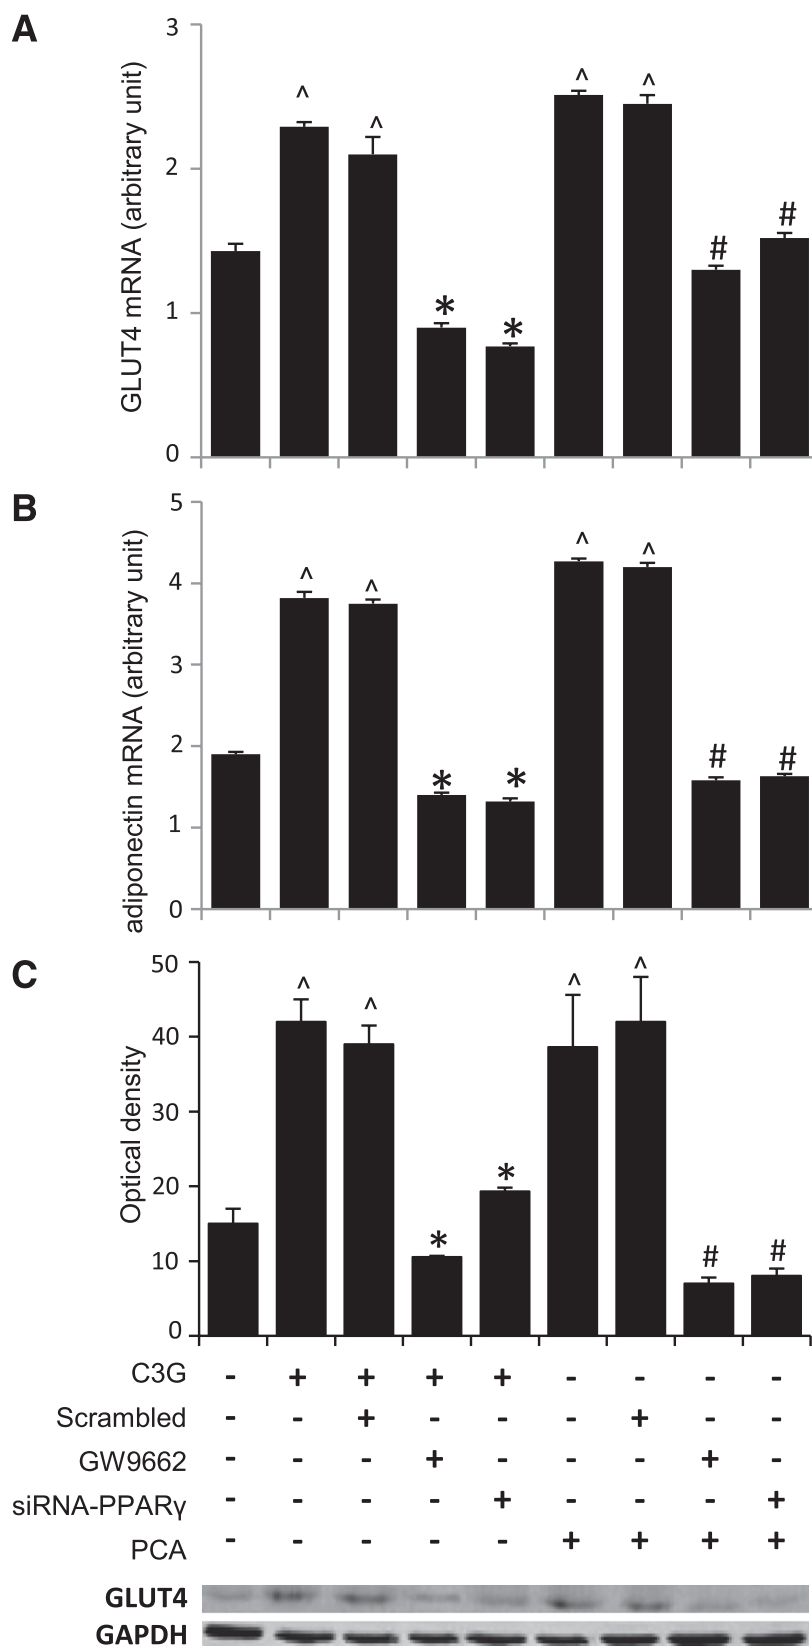 A
GLUT4 mRNA (arbitrary unit)
3
2
1
0
^ ^ * * ^ ^ # #
B
adiponectin mRNA (arbitrary unit)
5
4
3
2
1
0
^ ^ * * ^ ^ # #
C
Optical density
50
40
30
20
10
0
^ ^ * * ^ ^ # #
C3G - + + + + - - - -
Scrambled - - + - - - + - -
GW9662 - - - + - - - + -
siRNA-PPARγ - - - - + - - - +
PCA - - - - - + + + +
GLUT4
GAPDH